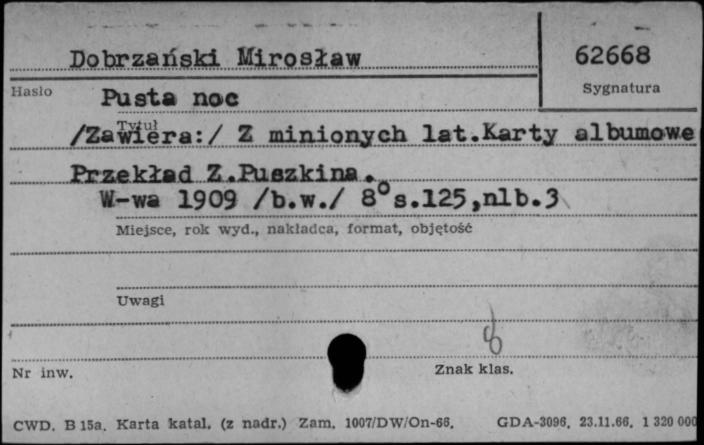 Dobrzański Mirosław
62668
Hasło
Sygnatura
Pusta noc
Tytuł
/Zawiera:/ Z minionych lat.Karty albumowe
Przekład Z.Puszkina.
W-wa 1909 /b.w./ 8° s.125,nlb.3
Miejsce, rok wyd., nakładca, format, objętość
Uwagi
8
Nr inw.
Znak klas.
CWD. B 15a. Karta katal. (z nadr.) Zam. 1007/DW/On-66. GDA-3096. 23.11.66. 1 320 000